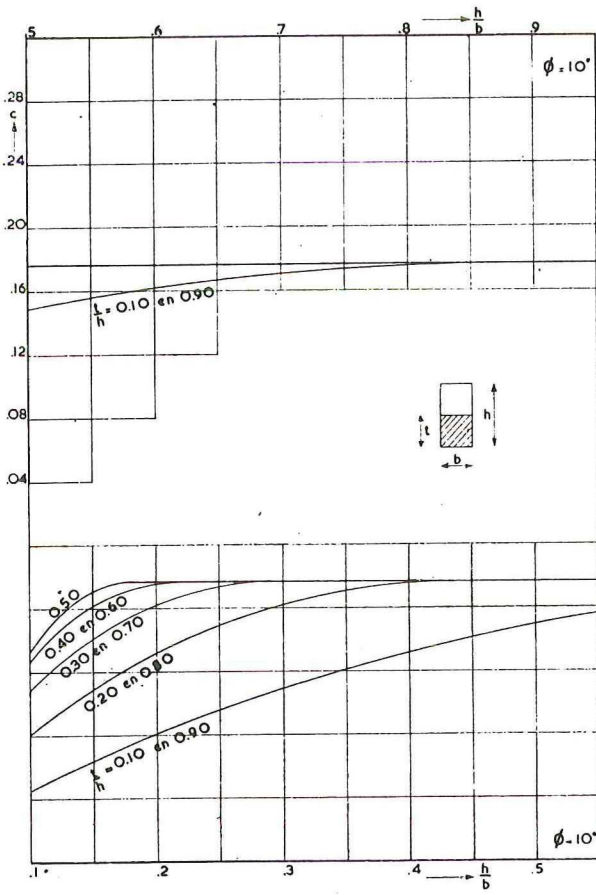 .5 .6 .7 .8 h/b .9
ϕ=10°
.28
c
.24
.20
.16
t/h = 0.10 en 0.90
.12
h
t
.08
b
.04
0.50
0.40 en 0.60
0.30 en 0.70
0.20 en 0.80
t/h = 0.10 en 0.90
ϕ=10°
.1 .2 .3 .4 h/b .5